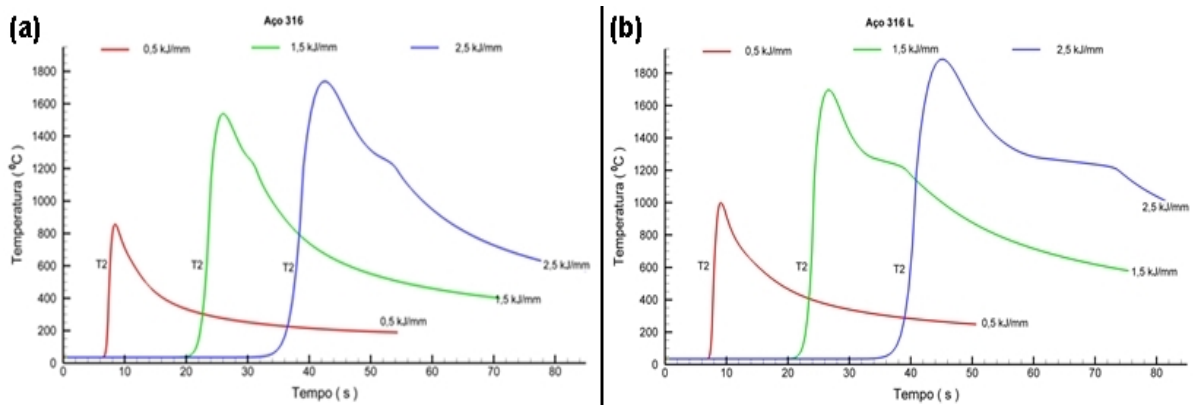 (a)
Aço 316
0,5 kJ/mm 1,5 kJ/mm 2,5 kJ/mm
Temperatura ( ⁰C )
1800
1600
1400
1200
1000
800
600
400
200
0
T2 T2 T2
2,5 kJ/mm
1,5 kJ/mm
0,5 kJ/mm
0 10 20 30 40 50 60 70 80
Tempo ( s )
(b)
Aço 316 L
0,5 kJ/mm 1,5 kJ/mm 2,5 kJ/mm
Temperatura ( ⁰C )
1800
1600
1400
1200
1000
800
600
400
200
0
T2 T2 T2
2,5 kJ/mm
1,5 kJ/mm
0,5 kJ/mm
0 10 20 30 40 50 60 70 80
Tempo ( s )